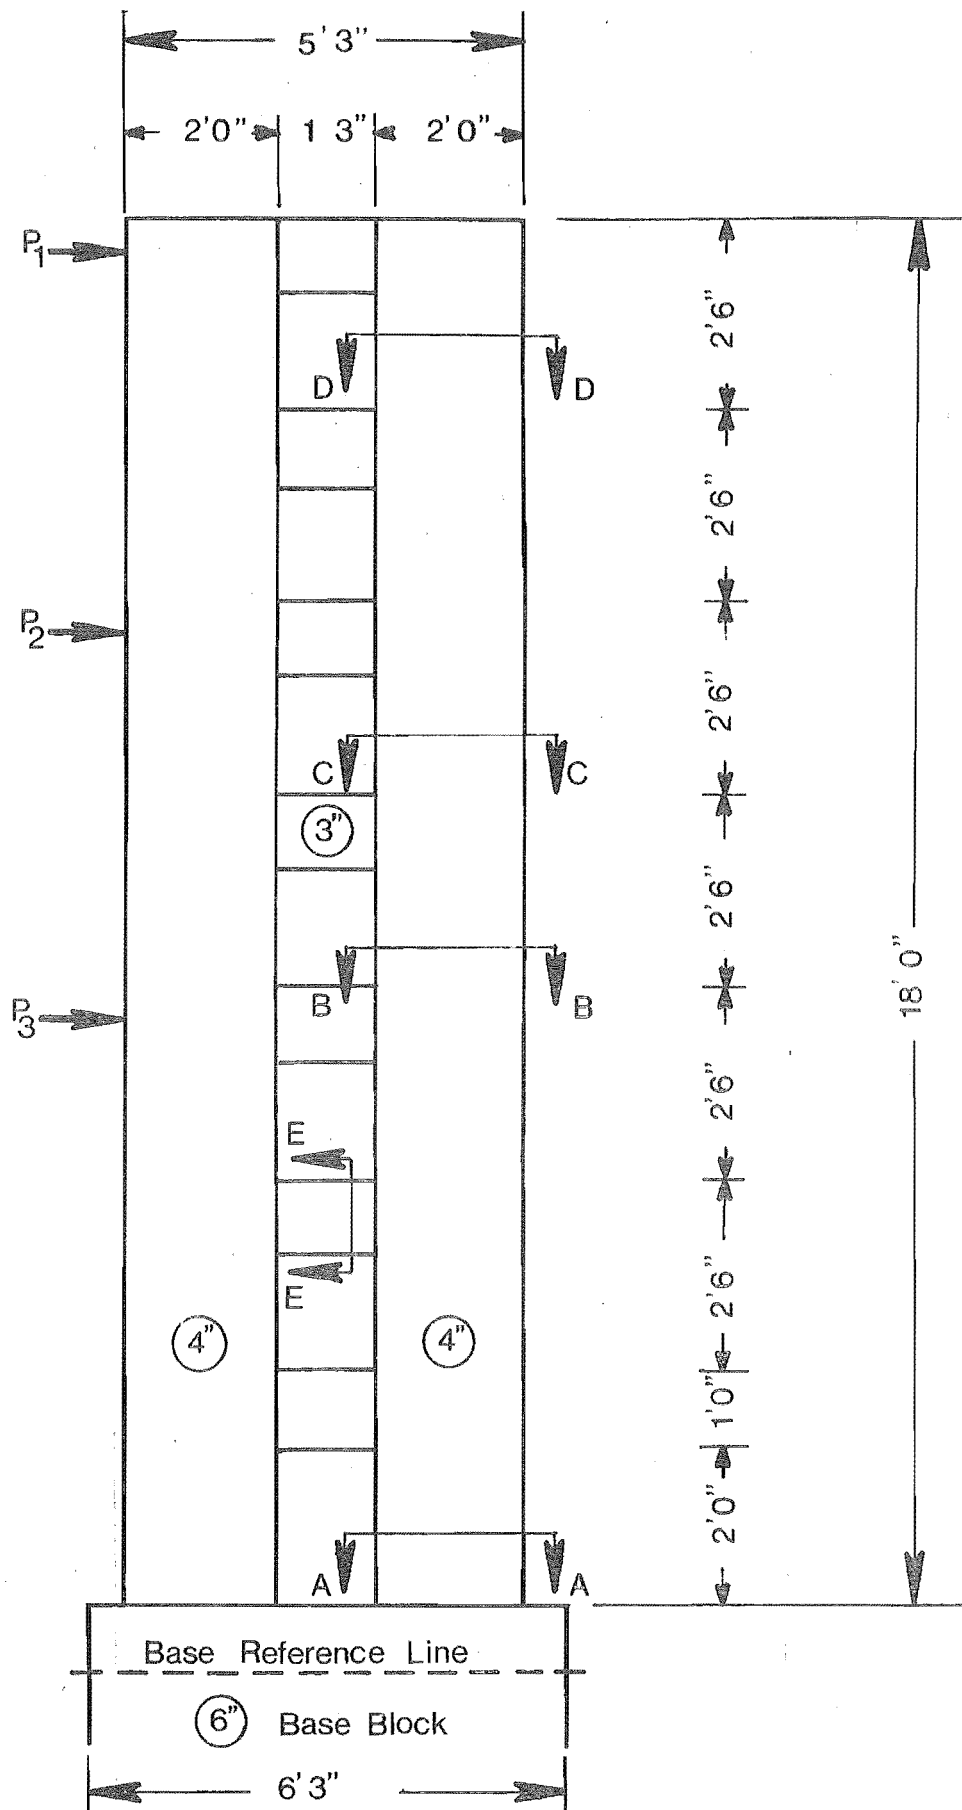 5'3"
2'0" 1 3" 2'0"
P1
2'6"
D D
2'6"
P2
2'6"
C C
3"
2'6"
18'0"
B B
P3
2'6"
E
E
2'6"
4" 4"
1'0"
2'0"
A A
Base Reference Line
6" Base Block
6'3"